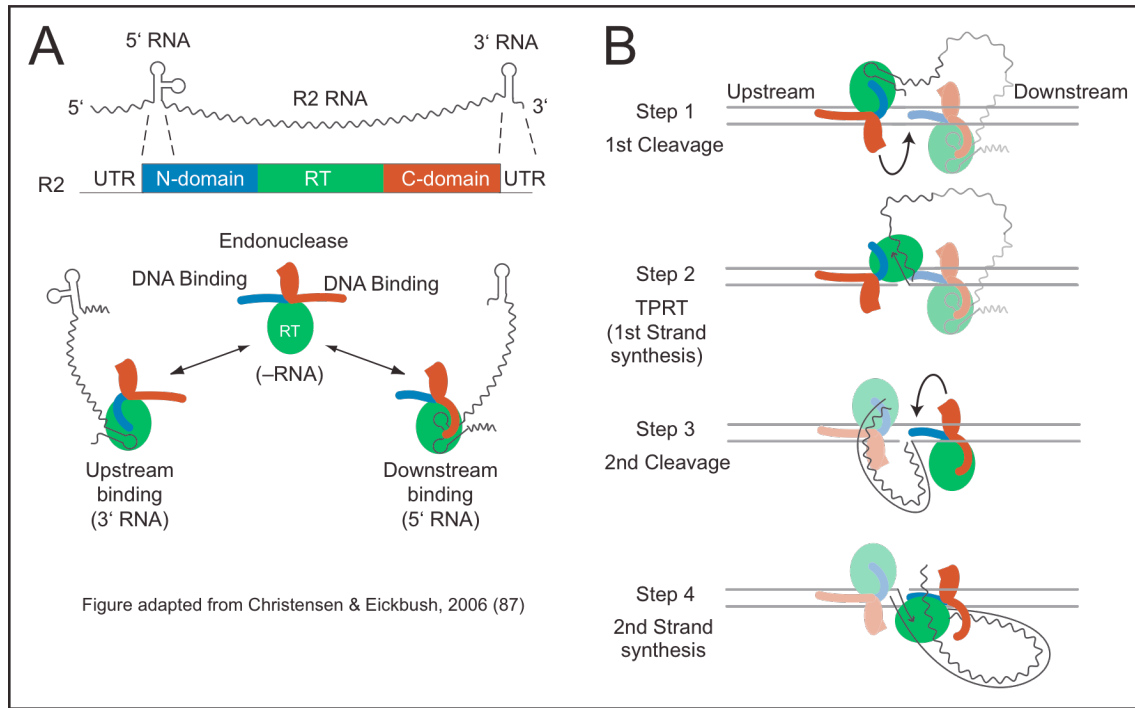 A
5‘ RNA
3‘ RNA
5‘
R2 RNA
3‘
R2
UTR
N-domain
RT
C-domain
UTR
Endonuclease
DNA Binding
DNA Binding
RT
(–RNA)
Upstream
binding
(3‘ RNA)
Downstream
binding
(5‘ RNA)
Figure adapted from Christensen & Eickbush, 2006 (87)
B
Upstream
Downstream
Step 1
1st Cleavage
Step 2
TPRT
(1st Strand
synthesis)
Step 3
2nd Cleavage
Step 4
2nd Strand
synthesis